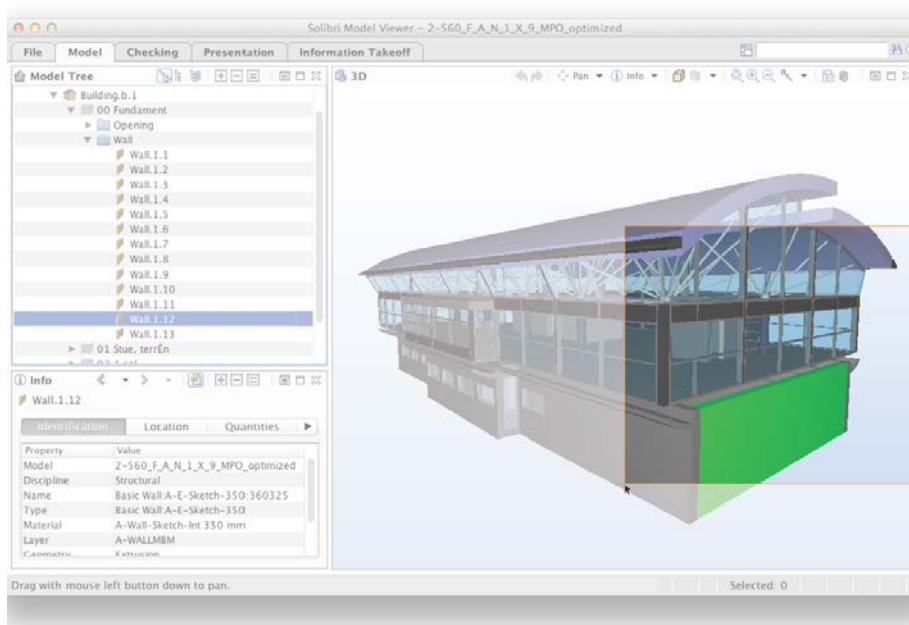 Solibri Model Viewer – 2-560_F_A_N_1_X_9_MPO_optimized
File Model Checking Presentation Information Takeoff
Model Tree
Building.b.1
00 Fundament
Opening
Wall
Wall.1.1
Wall.1.2
Wall.1.3
Wall.1.4
Wall.1.5
Wall.1.6
Wall.1.7
Wall.1.8
Wall.1.9
Wall.1.10
Wall.1.11
Wall.1.12
Wall.1.13
01 Stue, terrÈn
3D Pan Info
Info
Wall.1.12
Identification Location Quantities
Property Value
Model 2-560_F_A_N_1_X_9_MPO_optimized
Discipline Structural
Name Basic Wall:A-E-Sketch-350:360325
Type Basic Wall:A-E-Sketch-350
Material A-Wall-Sketch-Int 350 mm
Layer A-WALLMBM
Geometry Extrusion
Drag with mouse left button down to pan. Selected: 0